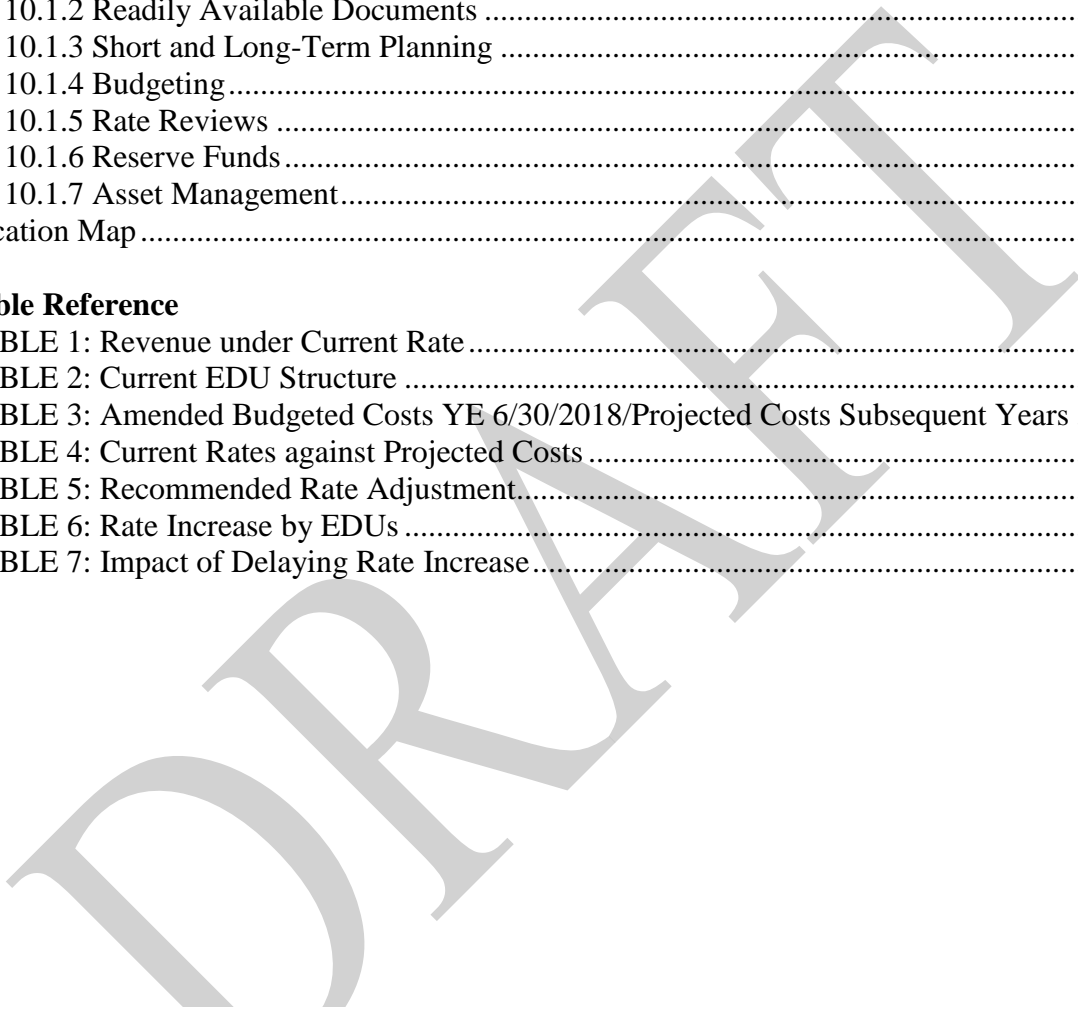 10.1.2 Readily Available Documents ...............................................................
10.1.3 Short and Long-Term Planning .............................................................
10.1.4 Budgeting ...............................................................
10.1.5 Rate Reviews ...............................................................
10.1.6 Reserve Funds ...............................................................
10.1.7 Asset Management ...............................................................
cation Map ...............................................................
ble Reference
BLE 1: Revenue under Current Rate ...............................................................
BLE 2: Current EDU Structure ...............................................................
BLE 3: Amended Budgeted Costs YE 6/30/2018/Projected Costs Subsequent Years
BLE 4: Current Rates against Projected Costs ...............................................................
BLE 5: Recommended Rate Adjustment ...............................................................
BLE 6: Rate Increase by EDUs ...............................................................
BLE 7: Impact of Delaying Rate Increase ...............................................................
DRAFT